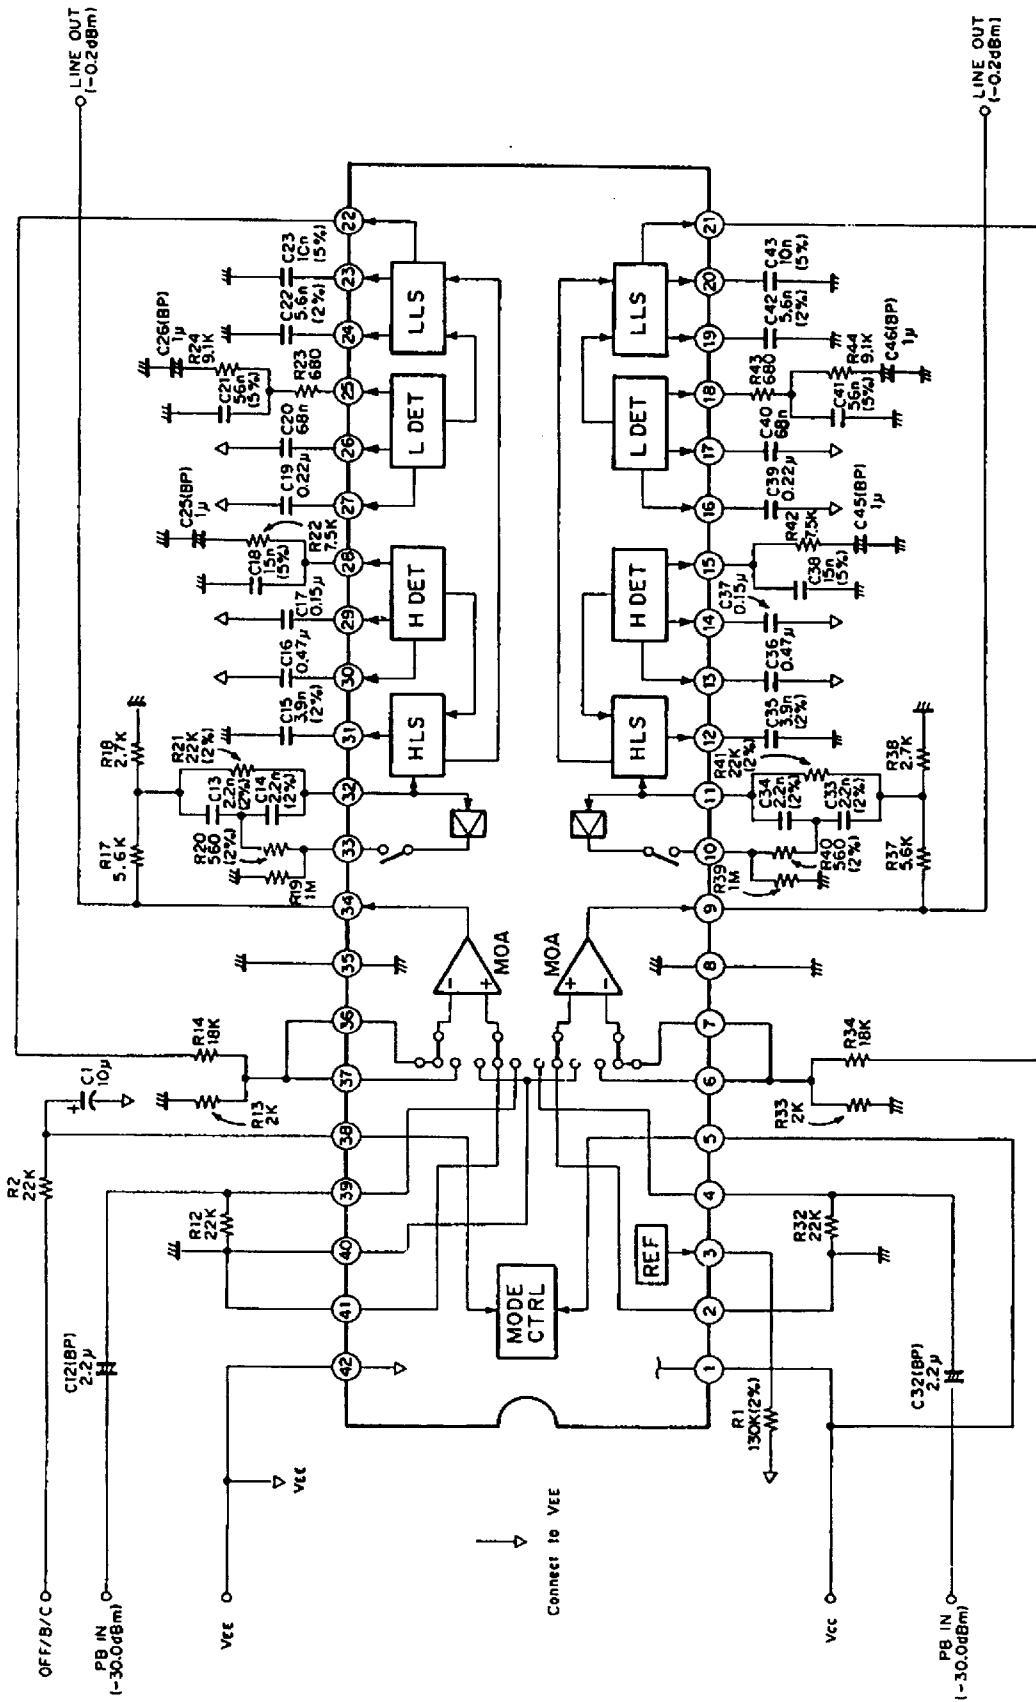 OFF/B/C
PB IN
(-30.0dBm)
VEE
Connect to VEE
Vcc
PB IN
(-30.0dBm)
R2
22K
C1
10μ
+
C12(BP)
2.2μ
R12
22K
R13
2K
R14
18K
VEE
LINE OUT
(-0.2dBm)
R17
5.6K
R18
2.7K
R19
1M
R20
560
(2%)
R21
22K
(2%)
C13
2.2n
(2%)
C14
2.2n
(2%)
C15
3.9n
(2%)
C16
0.47μ
C17
0.15μ
C18
15n
(5%)
R22
7.5K
C25(BP)
1μ
C19
0.22μ
C20
68n
C21
56n
(5%)
R23
680
R24
9.1K
C26(BP)
1μ
C22
5.6n
(2%)
C23
10n
(5%)
42
41
40
39
38
37
36
35
34
33
32
31
30
29
28
27
26
25
24
23
22
MODE
CTRL
REF
-
+
MOA
+
-
MOA
HLS
H DET
L DET
LLS
HLS
H DET
L DET
LLS
1
2
3
4
5
6
7
8
9
10
11
12
13
14
15
16
17
18
19
20
21
R1
130K(2%)
C32(BP)
2.2μ
R32
22K
R33
2K
R34
18K
R39
1M
R40
560
(2%)
R37
5.6K
R38
2.7K
R41
22K
(2%)
C34
2.2n
(2%)
C33
2.2n
(2%)
C35
3.9n
(2%)
C36
0.47μ
C37
0.15μ
C38
15n
(5%)
R42
7.5K
C45(BP)
1μ
C39
0.22μ
C40
68n
R43
680
C41
56n
(5%)
R44
9.1K
C46(BP)
1μ
C42
5.6n
(2%)
C43
10n
(5%)
LINE OUT
(-0.2dBm)